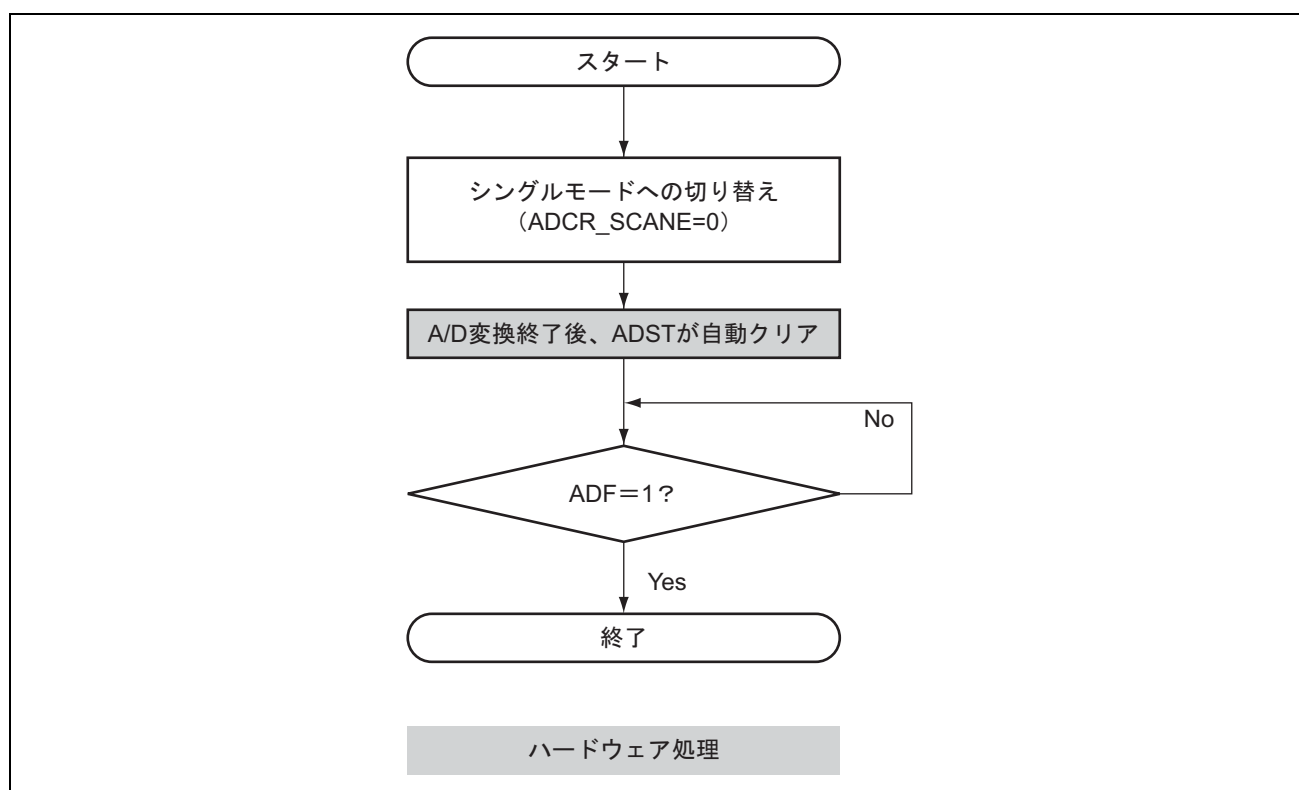 スタート
シングルモードへの切り替え
（ADCR_SCANE=0）
A/D変換終了後、ADSTが自動クリア
No
ADF＝1？
Yes
終了
ハードウェア処理